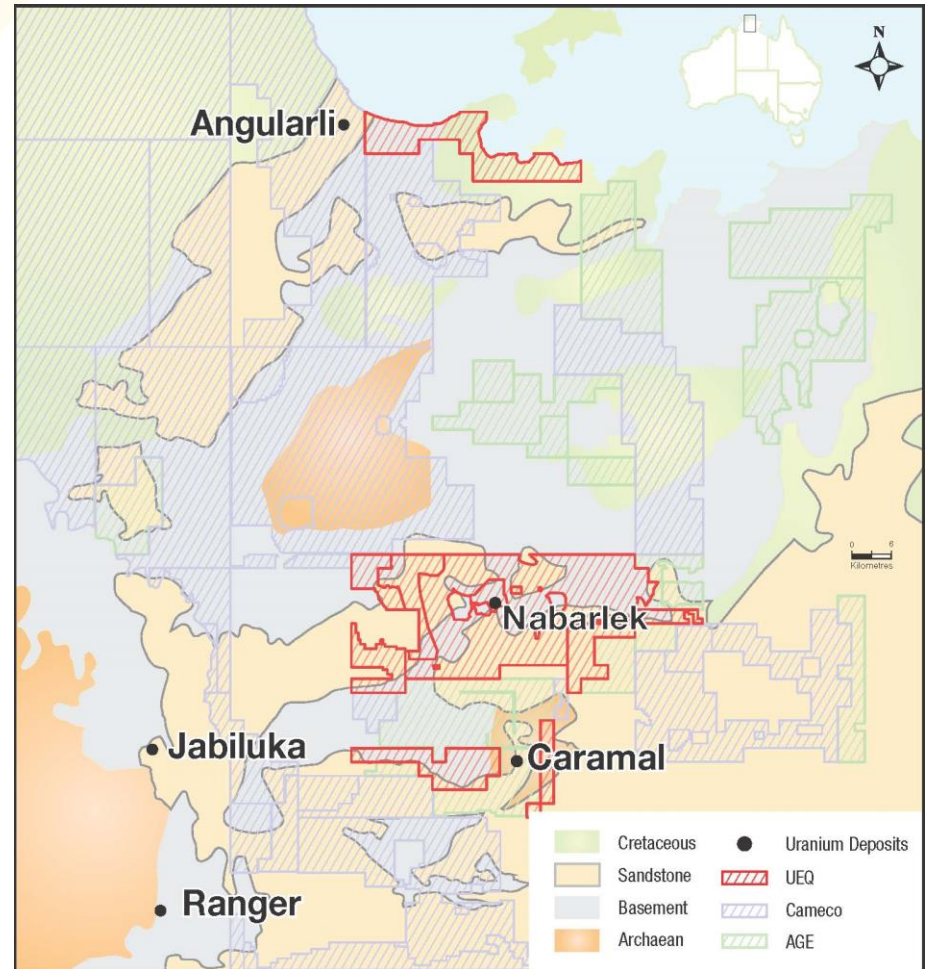 N
Angularli
0 6
Kilometres
Nabarlek
Jabiluka
Caramal
Ranger
Cretaceous
Sandstone
Basement
Archaean
Uranium Deposits
UEQ
Cameco
AGE